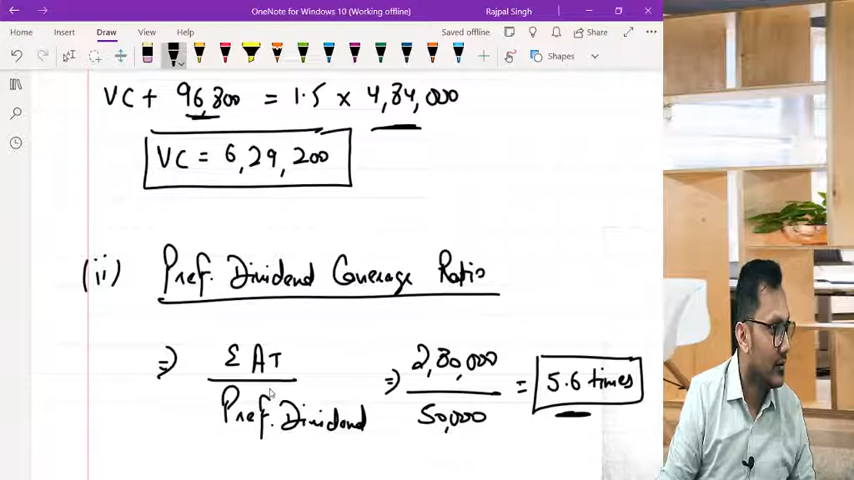 OneNote for Windows 10 (Working offline)
Rajpal Singh
Home Insert Draw View Help
Saved offline
Share
Shapes
VC + 96,800 = 1.5 x 4,84,000
VC = 6,29,200
(ii) Pref. Dividend Coverage Ratio
⇒ EAT / Pref. Dividend ⇒ 2,80,000 / 50,000 = 5.6 times